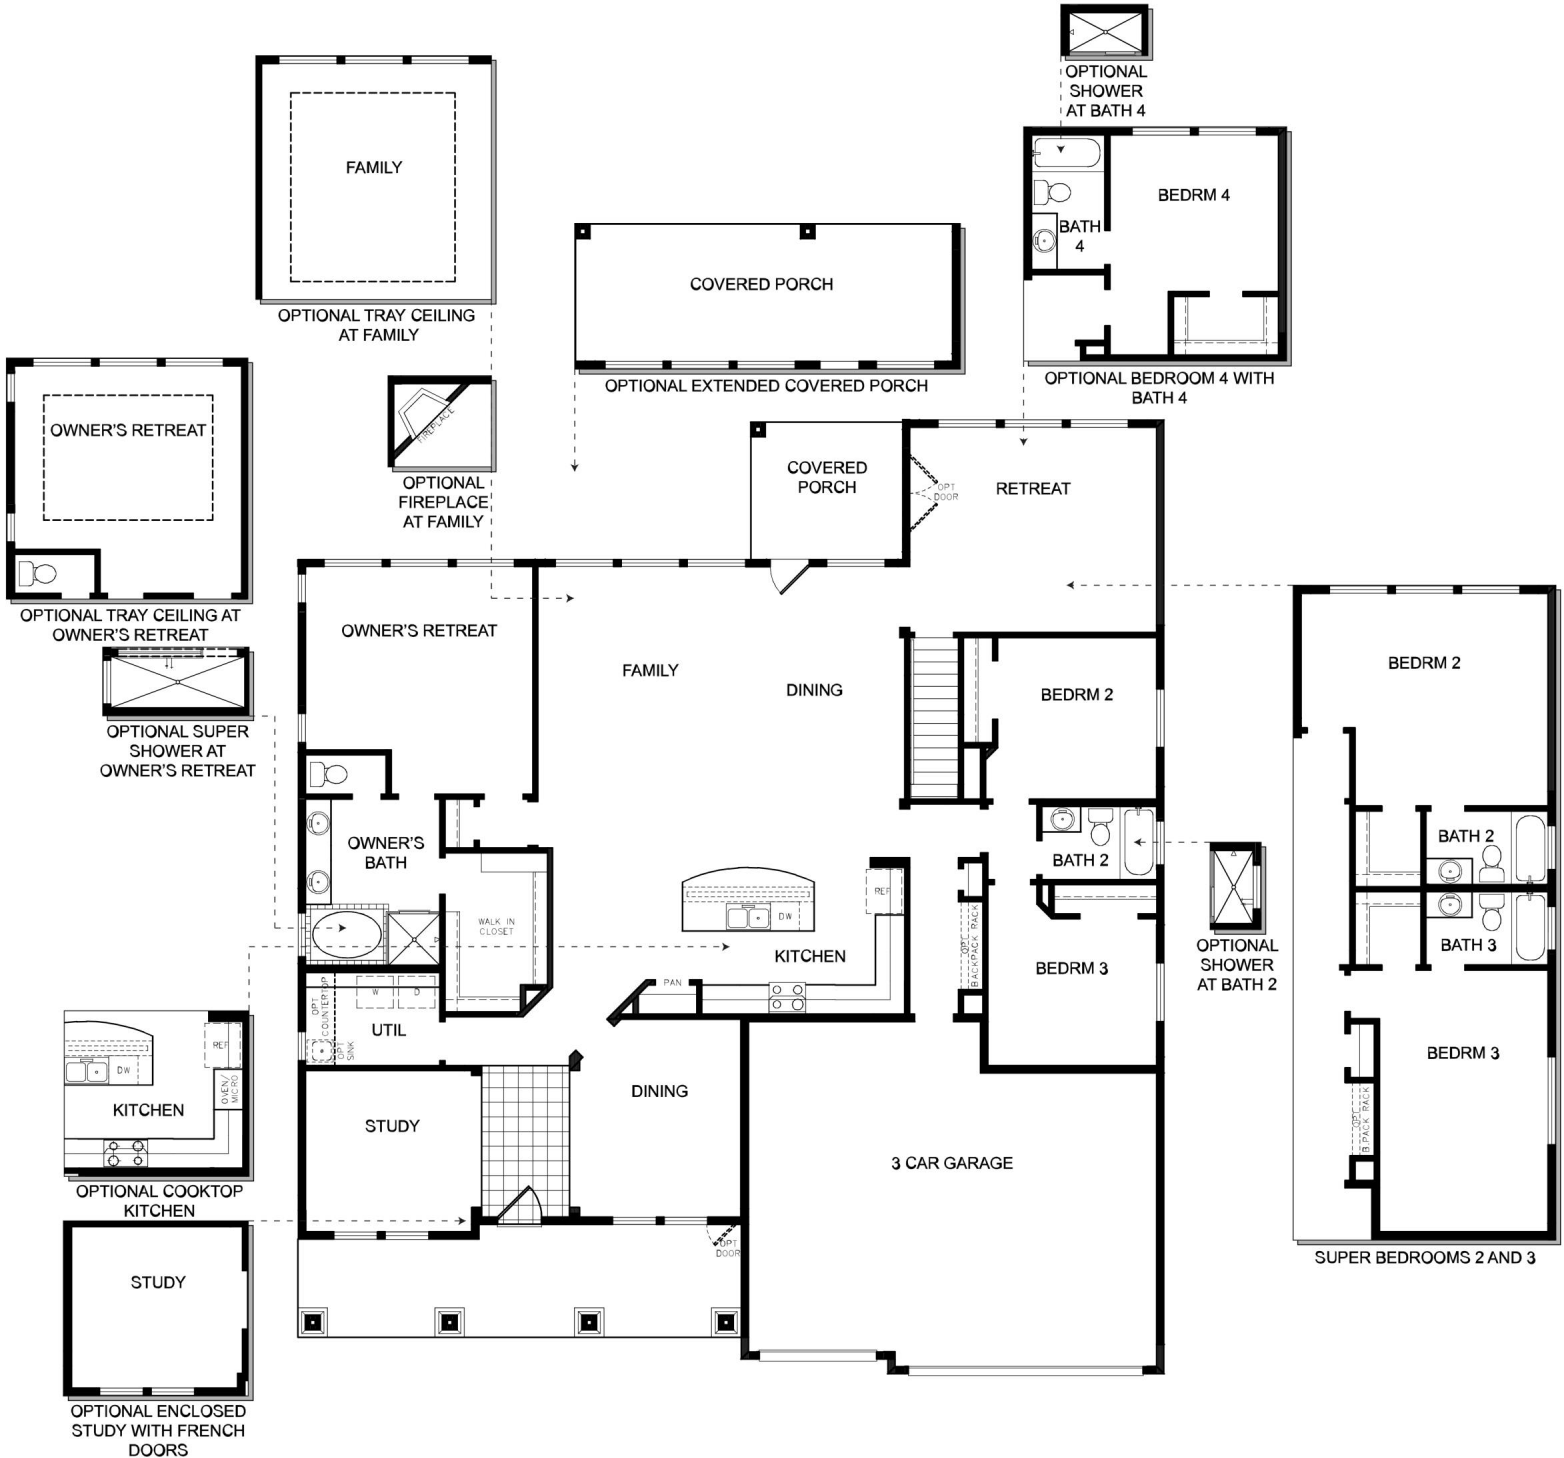 OPTIONAL
SHOWER
AT BATH 4
FAMILY
OPTIONAL TRAY CEILING
AT FAMILY
BEDRM 4
BATH
4
OPTIONAL BEDROOM 4 WITH
BATH 4
COVERED PORCH
OPTIONAL EXTENDED COVERED PORCH
OWNER'S RETREAT
OPTIONAL TRAY CEILING AT
OWNER'S RETREAT
FIREPLACE
OPTIONAL
FIREPLACE
AT FAMILY
COVERED
PORCH
OPT
DOOR
RETREAT
OPTIONAL SUPER
SHOWER AT
OWNER'S RETREAT
OWNER'S RETREAT
FAMILY
DINING
BEDRM 2
OWNER'S
BATH
BATH 2
WALK IN
CLOSET
REF
DW
KITCHEN
PAN
OPT
BACKPACK RACK
BEDRM 3
OPTIONAL
SHOWER
AT BATH 2
W
D
OPT
COUNTERTOP
UTIL
OPT
SINK
STUDY
DINING
3 CAR GARAGE
OPT
DOOR
REF
DW
OVEN/
MICRO
KITCHEN
OPTIONAL COOKTOP
KITCHEN
STUDY
OPTIONAL ENCLOSED
STUDY WITH FRENCH
DOORS
BEDRM 2
BATH 2
BATH 3
BEDRM 3
OPT
B.PACK RACK
SUPER BEDROOMS 2 AND 3